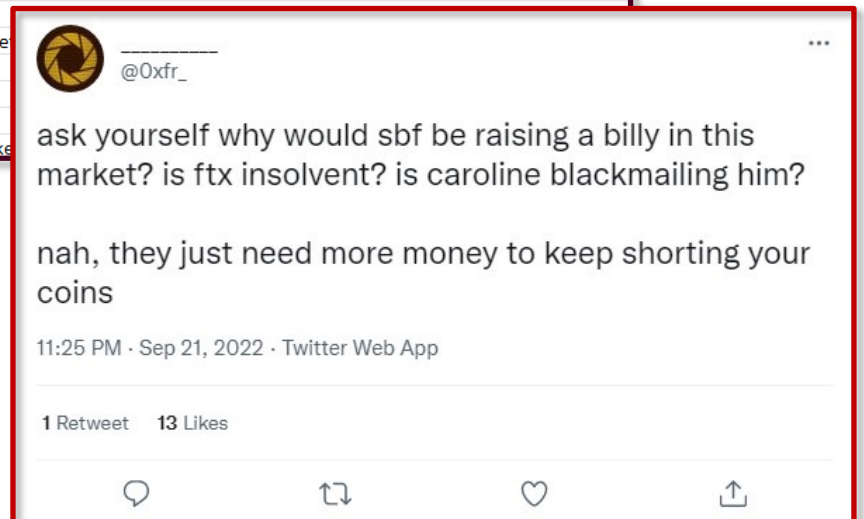 __________
@0xfr_
ask yourself why would sbf be raising a billy in this
market? is ftx insolvent? is caroline blackmailing him?
nah, they just need more money to keep shorting your
coins
11:25 PM · Sep 21, 2022 · Twitter Web App
1 Retweet 13 Likes